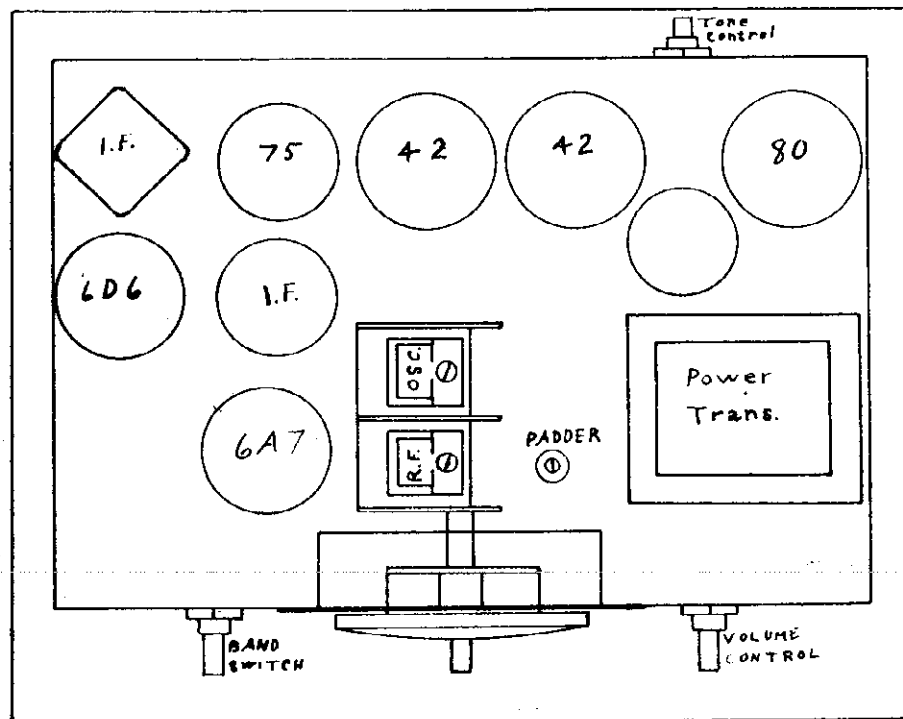 Tone
Control
I.F.
75
42
42
80
6D6
I.F.
OSC.
Power
Trans.
6A7
R.F.
PADDER
BAND
SWITCH
VOLUME
CONTROL